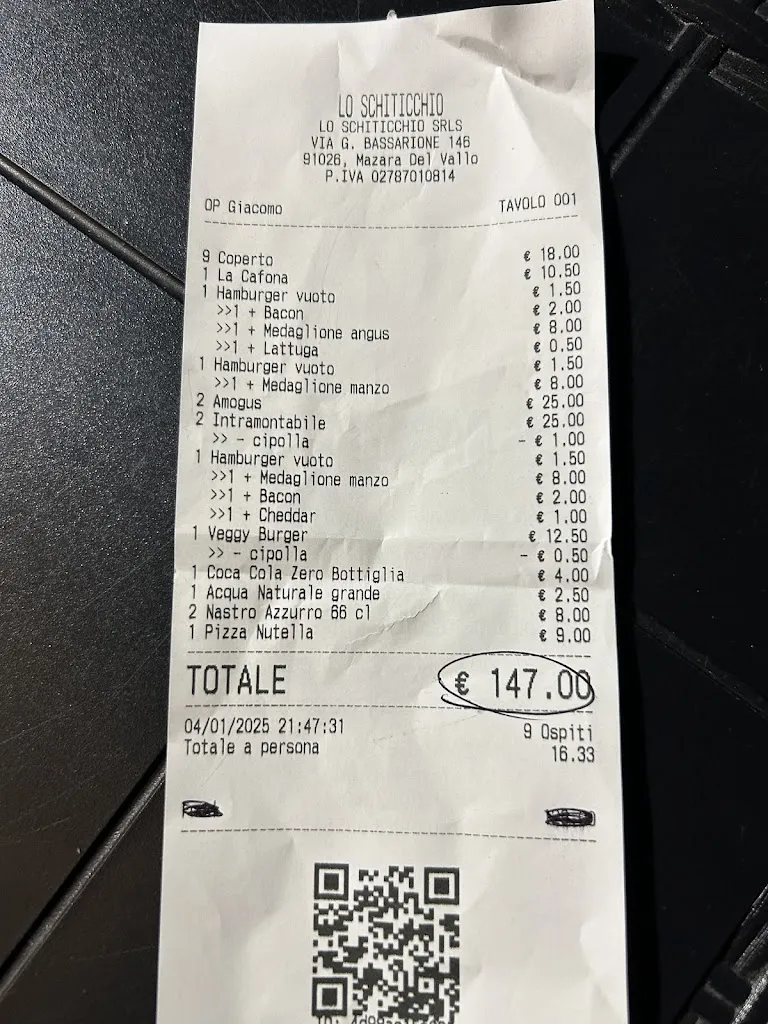 LO SCHITICCHIO
LO SCHITICCHIO SRLS
VIA G. BASSARIONE 146
91026, Mazara Del Vallo
P.IVA 02787010814
OP Giacomo TAVOLO 001
9 Coperto € 18.00
1 La Cafona € 10.50
1 Hamburger vuoto € 1.50
>>1 + Bacon € 2.00
>>1 + Medaglione angus € 8.00
>>1 + Lattuga € 0.50
1 Hamburger vuoto € 1.50
>>1 + Medaglione manzo € 8.00
2 Amogus € 25.00
2 Intramontabile € 25.00
>> - cipolla - € 1.00
1 Hamburger vuoto € 1.50
>>1 + Medaglione manzo € 8.00
>>1 + Bacon € 2.00
>>1 + Cheddar € 1.00
1 Veggy Burger € 12.50
>> - cipolla - € 0.50
1 Coca Cola Zero Bottiglia € 4.00
1 Acqua Naturale grande € 2.50
2 Nastro Azzurro 66 cl € 8.00
1 Pizza Nutella € 9.00
TOTALE € 147.00
04/01/2025 21:47:31 9 Ospiti
Totale a persona 16.33